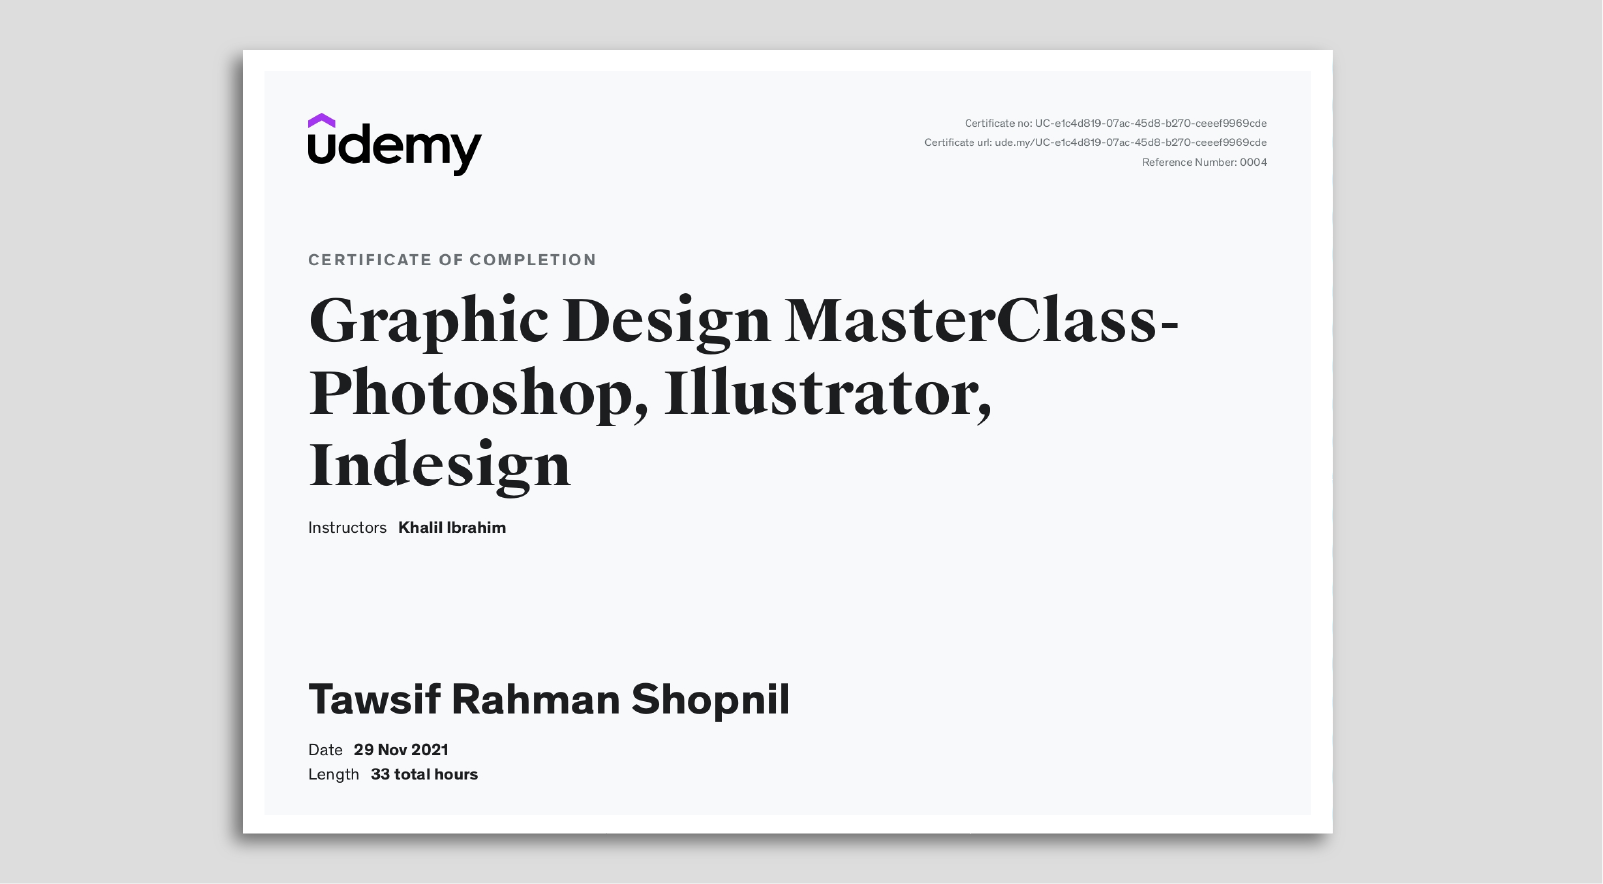 udemy
Certificate no: UC-e1c4d819-07ac-45d8-b270-ceeef9969cde
Certificate url: ude.my/UC-e1c4d819-07ac-45d8-b270-ceeef9969cde
Reference Number: 0004
CERTIFICATE OF COMPLETION
Graphic Design MasterClass-
Photoshop, Illustrator,
Indesign
Instructors Khalil Ibrahim
Tawsif Rahman Shopnil
Date 29 Nov 2021
Length 33 total hours